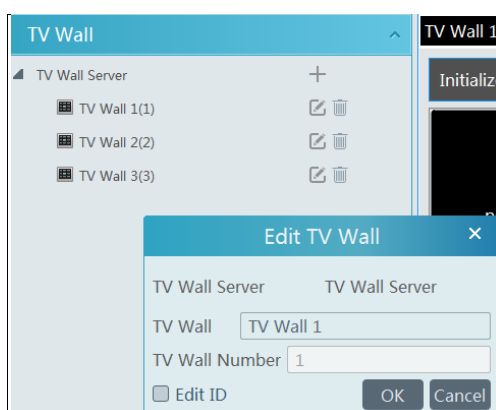 TV Wall
TV Wall 1
TV Wall Server
TV Wall 1(1)
TV Wall 2(2)
TV Wall 3(3)
Edit TV Wall
TV Wall Server TV Wall Server
TV Wall TV Wall 1
TV Wall Number 1
Edit ID OK Cancel